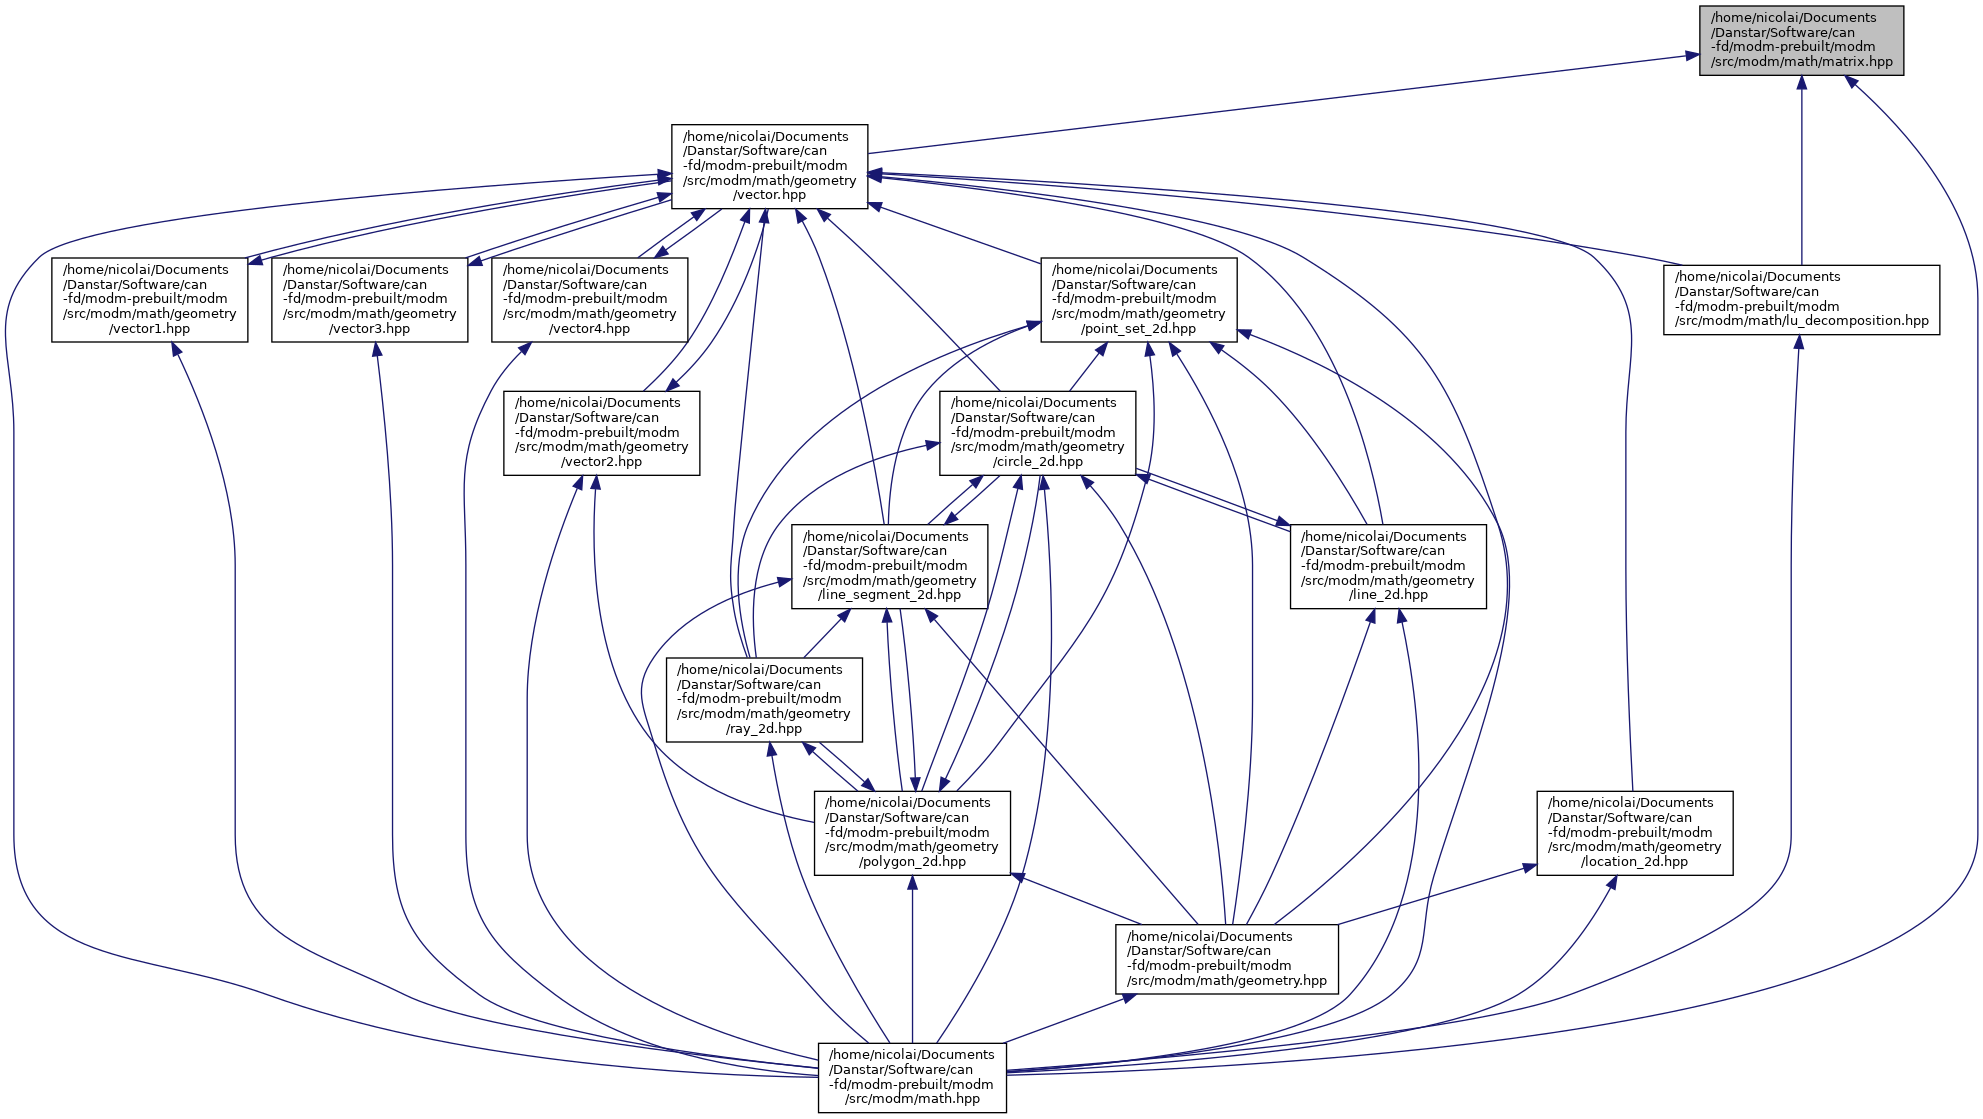 /home/nicolai/Documents
/Danstar/Software/can
-fd/modm-prebuilt/modm
/src/modm/math/matrix.hpp
/home/nicolai/Documents
/Danstar/Software/can
-fd/modm-prebuilt/modm
/src/modm/math/geometry
/vector.hpp
/home/nicolai/Documents
/Danstar/Software/can
-fd/modm-prebuilt/modm
/src/modm/math/geometry
/vector1.hpp
/home/nicolai/Documents
/Danstar/Software/can
-fd/modm-prebuilt/modm
/src/modm/math/geometry
/vector3.hpp
/home/nicolai/Documents
/Danstar/Software/can
-fd/modm-prebuilt/modm
/src/modm/math/geometry
/vector4.hpp
/home/nicolai/Documents
/Danstar/Software/can
-fd/modm-prebuilt/modm
/src/modm/math/geometry
/point_set_2d.hpp
/home/nicolai/Documents
/Danstar/Software/can
-fd/modm-prebuilt/modm
/src/modm/math/lu_decomposition.hpp
/home/nicolai/Documents
/Danstar/Software/can
-fd/modm-prebuilt/modm
/src/modm/math/geometry
/vector2.hpp
/home/nicolai/Documents
/Danstar/Software/can
-fd/modm-prebuilt/modm
/src/modm/math/geometry
/circle_2d.hpp
/home/nicolai/Documents
/Danstar/Software/can
-fd/modm-prebuilt/modm
/src/modm/math/geometry
/line_segment_2d.hpp
/home/nicolai/Documents
/Danstar/Software/can
-fd/modm-prebuilt/modm
/src/modm/math/geometry
/line_2d.hpp
/home/nicolai/Documents
/Danstar/Software/can
-fd/modm-prebuilt/modm
/src/modm/math/geometry
/ray_2d.hpp
/home/nicolai/Documents
/Danstar/Software/can
-fd/modm-prebuilt/modm
/src/modm/math/geometry
/polygon_2d.hpp
/home/nicolai/Documents
/Danstar/Software/can
-fd/modm-prebuilt/modm
/src/modm/math/geometry
/location_2d.hpp
/home/nicolai/Documents
/Danstar/Software/can
-fd/modm-prebuilt/modm
/src/modm/math/geometry.hpp
/home/nicolai/Documents
/Danstar/Software/can
-fd/modm-prebuilt/modm
/src/modm/math.hpp